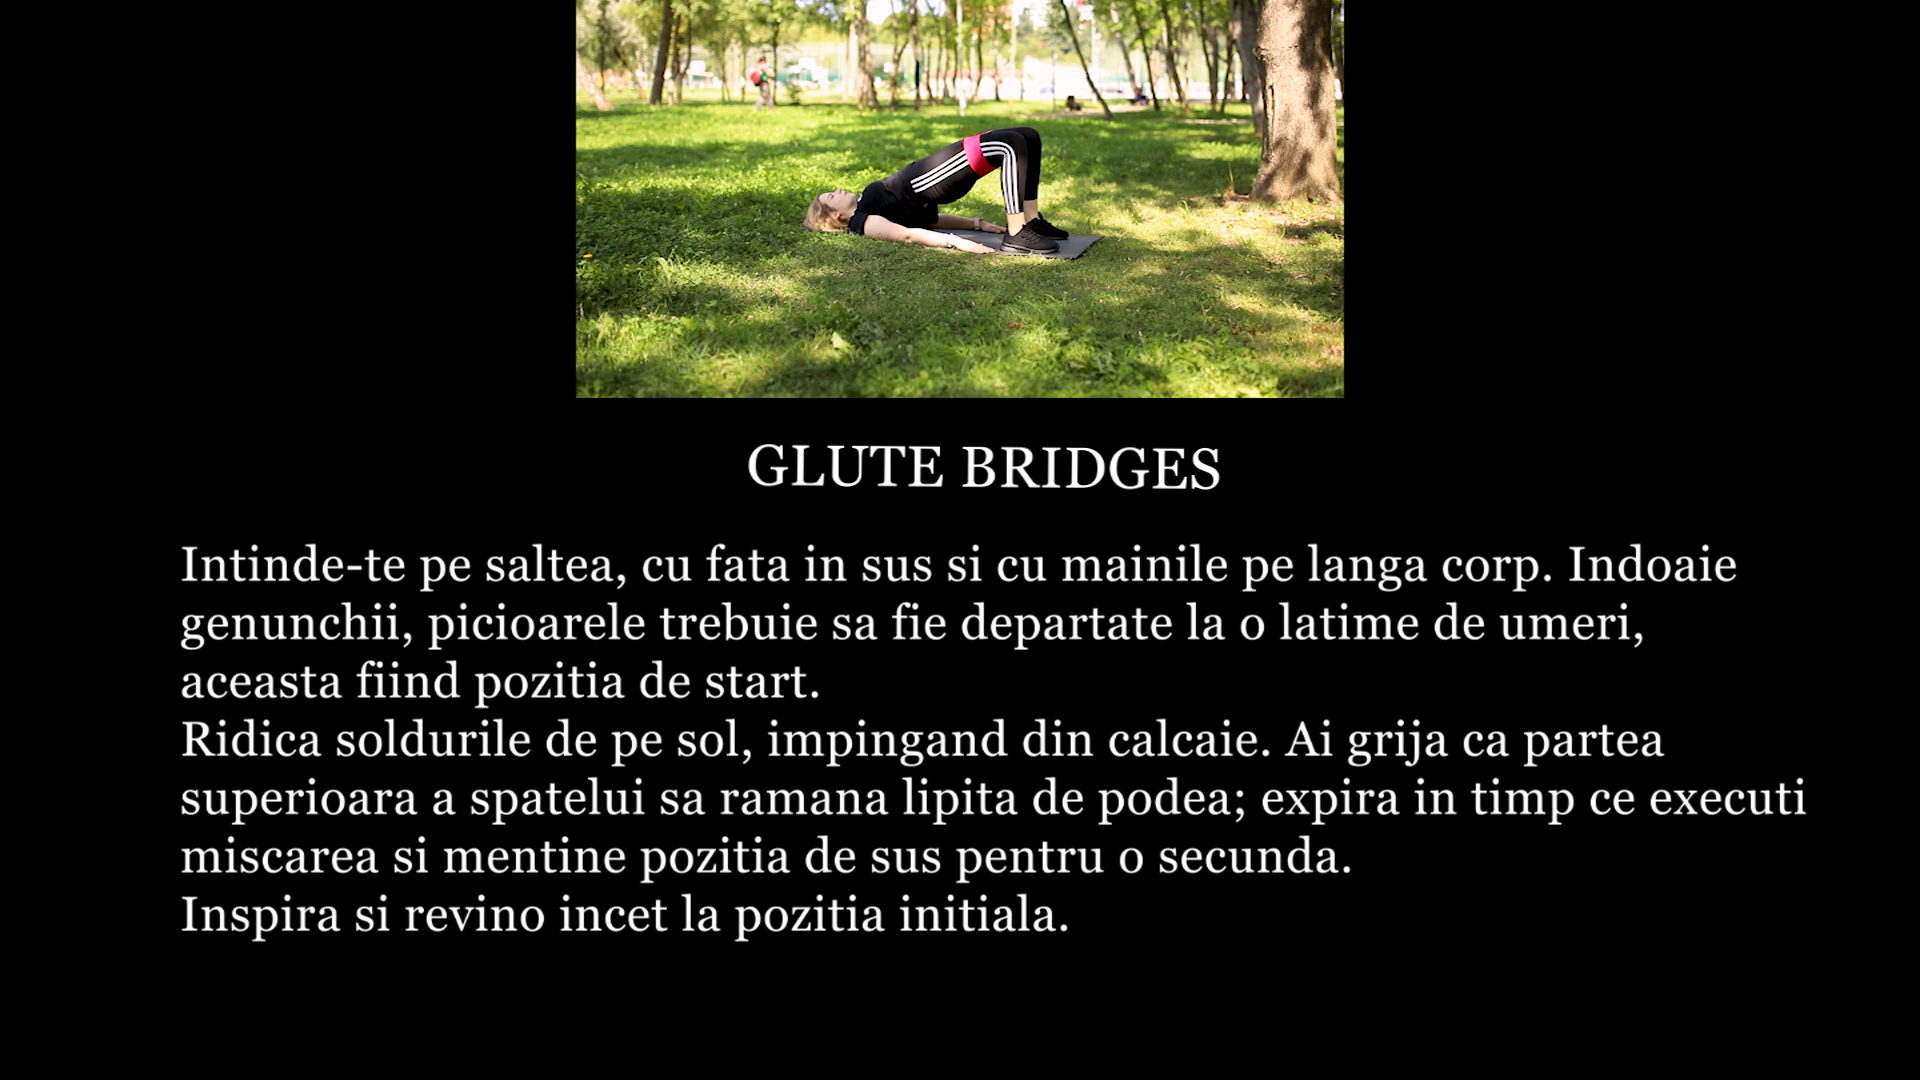 GLUTE BRIDGES
Intinde-te pe saltea, cu fata in sus si cu mainile pe langa corp. Indoaie
genunchii, picioarele trebuie sa fie departate la o latime de umeri,
aceasta fiind pozitia de start.
Ridica soldurile de pe sol, impingand din calcaie. Ai grija ca partea
superioara a spatelui sa ramana lipita de podea; expira in timp ce executi
miscarea si mentine pozitia de sus pentru o secunda.
Inspira si revino incet la pozitia initiala.